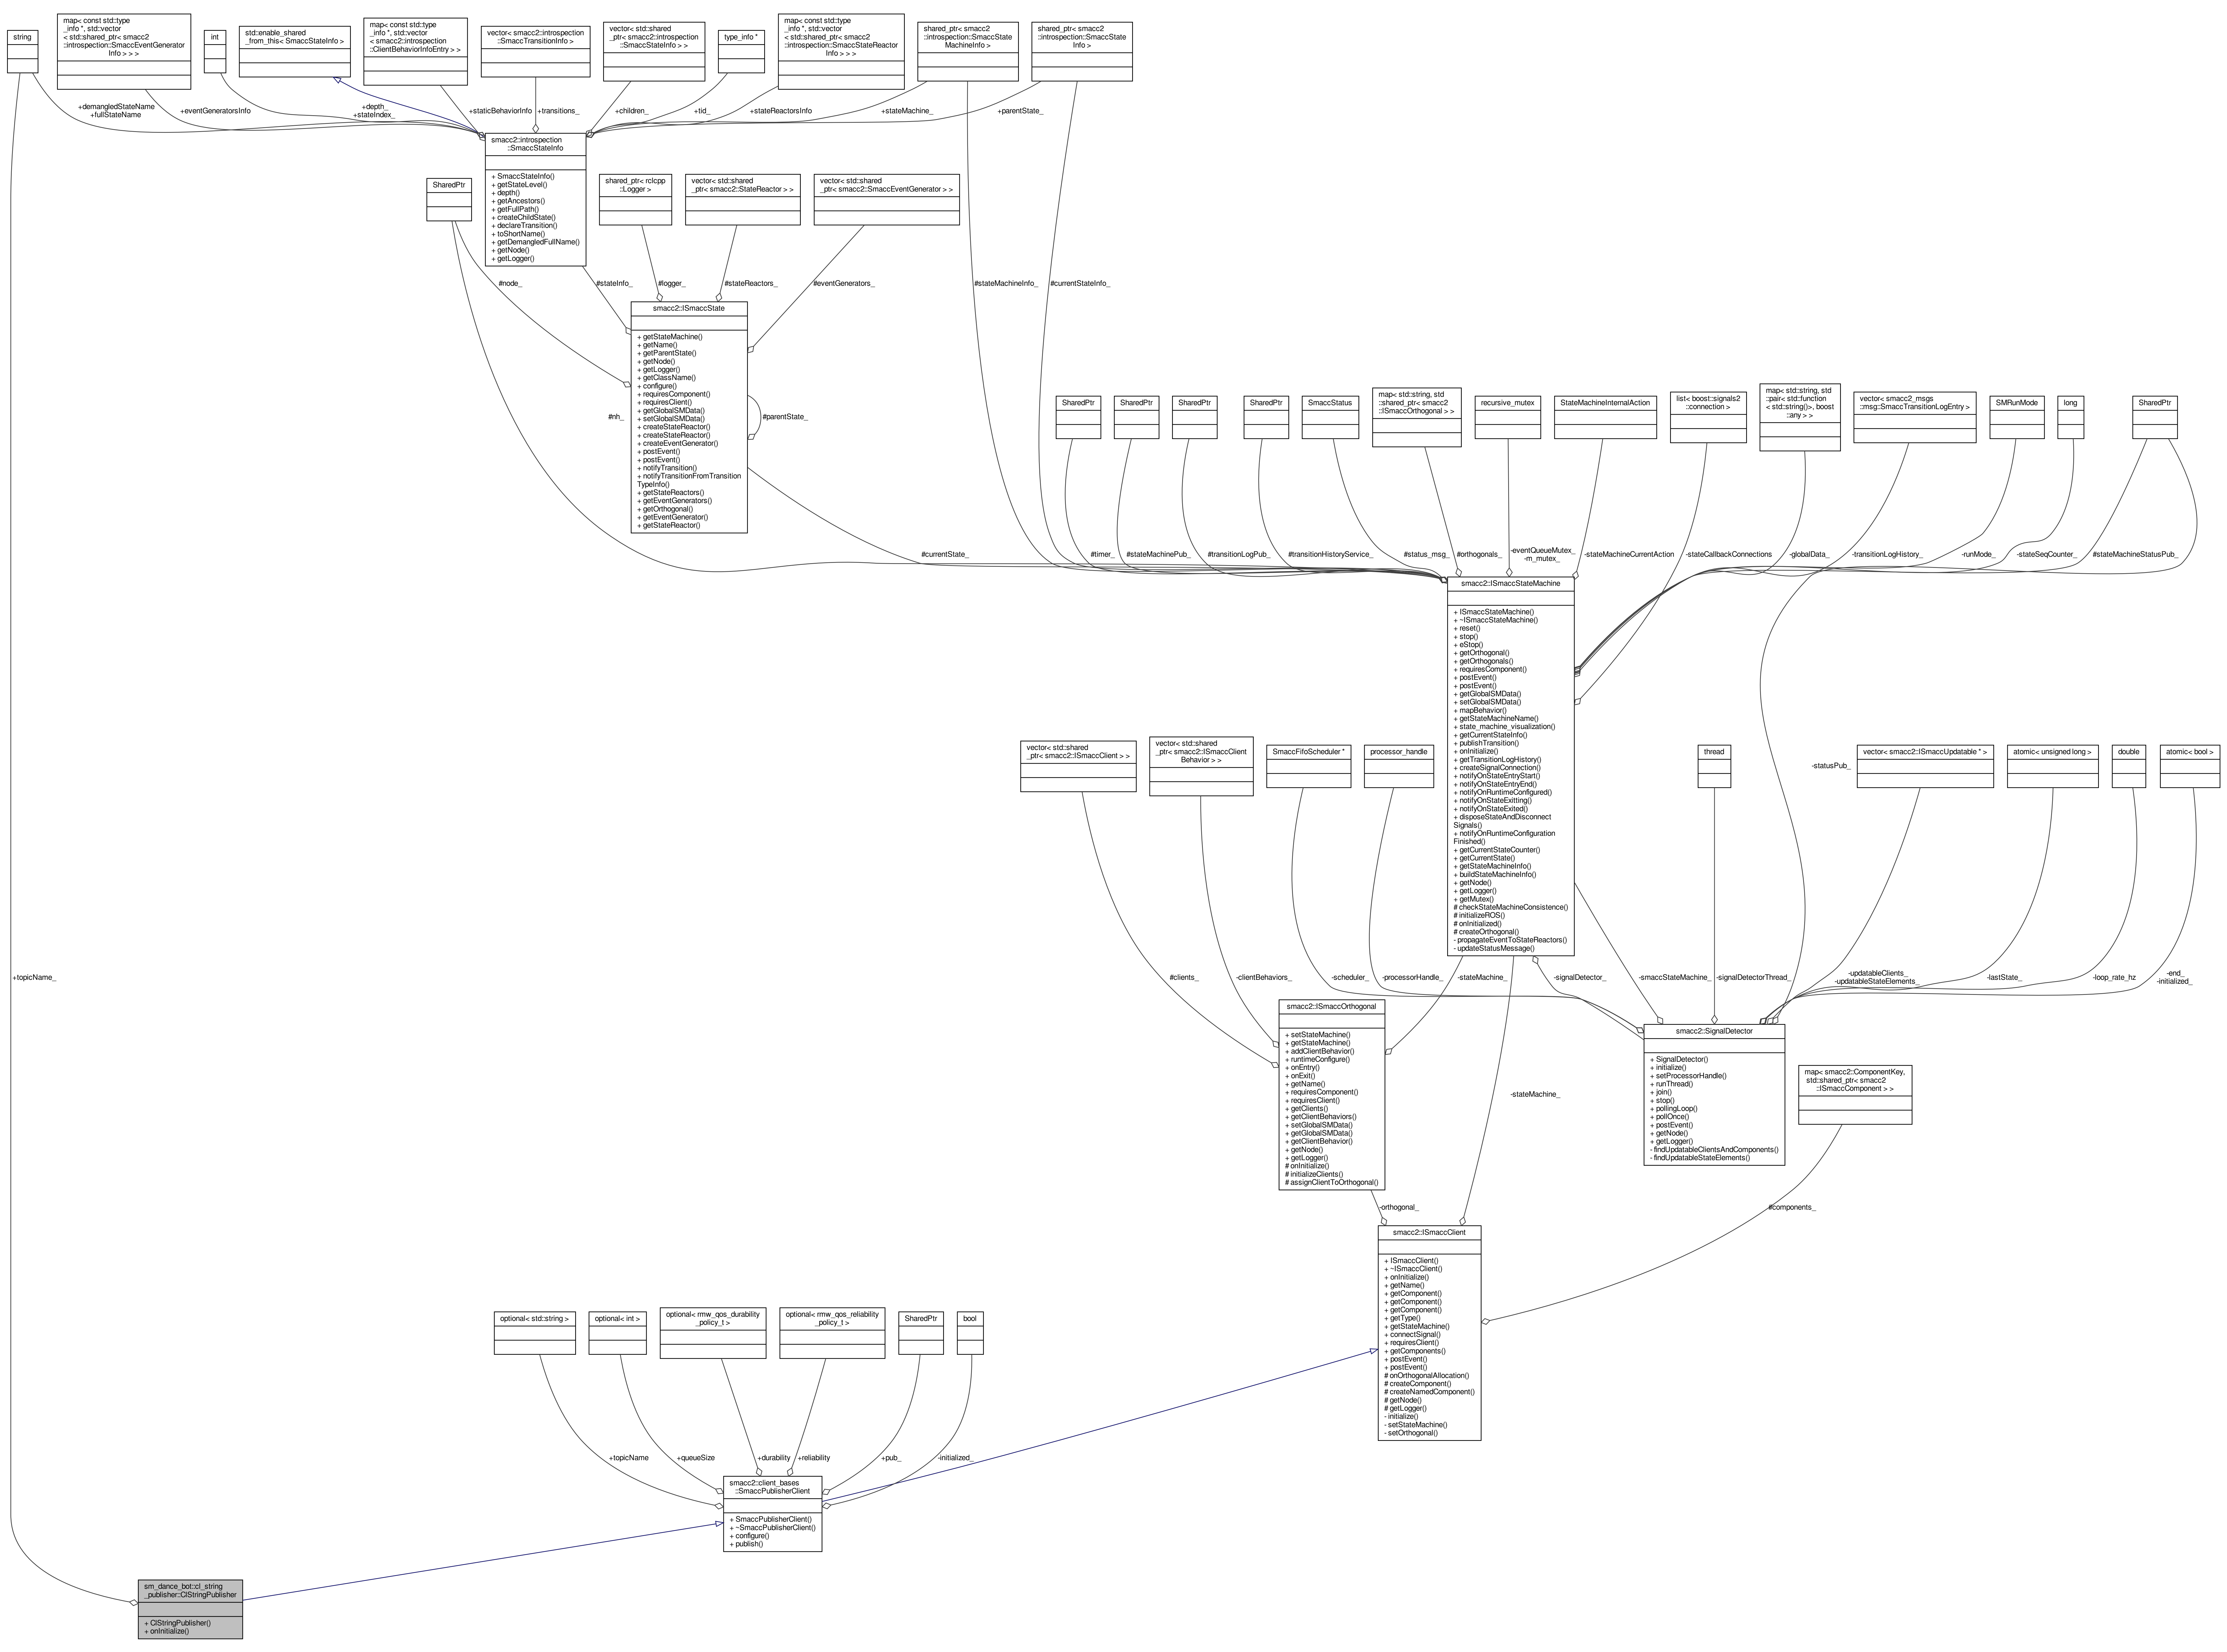 string
map< const std::type
_info *, std::vector
< std::shared_ptr< smacc2
::introspection::SmaccEventGenerator
Info > > >
int
std::enable_shared
_from_this< SmaccStateInfo >
map< const std::type
_info *, std::vector
< smacc2::introspection
::ClientBehaviorInfoEntry > >
vector< smacc2::introspection
::SmaccTransitionInfo >
vector< std::shared
_ptr< smacc2::introspection
::SmaccStateInfo > >
type_info *
map< const std::type
_info *, std::vector
< std::shared_ptr< smacc2
::introspection::SmaccStateReactor
Info > > >
shared_ptr< smacc2
::introspection::SmaccState
MachineInfo >
shared_ptr< smacc2
::introspection::SmaccState
Info >
+demangledStateName
+fullStateName
+eventGeneratorsInfo
+depth_
+stateIndex_
+staticBehaviorInfo
+transitions_
+children_
+tid_
+stateReactorsInfo
+stateMachine_
+parentState_
smacc2::introspection
::SmaccStateInfo
+ SmaccStateInfo()
+ getStateLevel()
+ depth()
+ getAncestors()
+ getFullPath()
+ createChildState()
+ declareTransition()
+ toShortName()
+ getDemangledFullName()
+ getNode()
+ getLogger()
SharedPtr
shared_ptr< rclcpp
::Logger >
vector< std::shared
_ptr< smacc2::StateReactor > >
vector< std::shared
_ptr< smacc2::SmaccEventGenerator > >
#node_
#stateInfo_
#logger_
#stateReactors_
#eventGenerators_
#stateMachineInfo_
#currentStateInfo_
smacc2::ISmaccState
+ getStateMachine()
+ getName()
+ getParentState()
+ getNode()
+ getLogger()
+ getClassName()
+ configure()
+ requiresComponent()
+ requiresClient()
+ getGlobalSMData()
+ setGlobalSMData()
+ createStateReactor()
+ createStateReactor()
+ createEventGenerator()
+ postEvent()
+ postEvent()
+ notifyTransition()
+ notifyTransitionFromTransition
TypeInfo()
+ getStateReactors()
+ getEventGenerators()
+ getOrthogonal()
+ getEventGenerator()
+ getStateReactor()
#nh_
#parentState_
SharedPtr
SharedPtr
SharedPtr
SharedPtr
SmaccStatus
map< std::string, std
::shared_ptr< smacc2
::ISmaccOrthogonal > >
recursive_mutex
StateMachineInternalAction
list< boost::signals2
::connection >
map< std::string, std
::pair< std::function
< std::string()>, boost
::any > >
vector< smacc2_msgs
::msg::SmaccTransitionLogEntry >
SMRunMode
long
SharedPtr
#currentState_
#timer_
#stateMachinePub_
#transitionLogPub_
#transitionHistoryService_
#status_msg_
#orthogonals_
-eventQueueMutex_
-m_mutex_
-stateMachineCurrentAction
-stateCallbackConnections
-globalData_
-transitionLogHistory_
-runMode_
-stateSeqCounter_
#stateMachineStatusPub_
smacc2::ISmaccStateMachine
+ ISmaccStateMachine()
+ ~ISmaccStateMachine()
+ reset()
+ stop()
+ eStop()
+ getOrthogonal()
+ getOrthogonals()
+ requiresComponent()
+ postEvent()
+ postEvent()
+ getGlobalSMData()
+ setGlobalSMData()
+ mapBehavior()
+ getStateMachineName()
+ state_machine_visualization()
+ getCurrentStateInfo()
+ publishTransition()
+ onInitialize()
+ getTransitionLogHistory()
+ createSignalConnection()
+ notifyOnStateEntryStart()
+ notifyOnStateEntryEnd()
+ notifyOnRuntimeConfigured()
+ notifyOnStateExitting()
+ notifyOnStateExited()
+ disposeStateAndDisconnect
Signals()
+ notifyOnRuntimeConfiguration
Finished()
+ getCurrentStateCounter()
+ getCurrentState()
+ getStateMachineInfo()
+ buildStateMachineInfo()
+ getNode()
+ getLogger()
+ getMutex()
# checkStateMachineConsistence()
# initializeROS()
# onInitialized()
# createOrthogonal()
- propagateEventToStateReactors()
- updateStatusMessage()
vector< std::shared
_ptr< smacc2::ISmaccClient > >
vector< std::shared
_ptr< smacc2::ISmaccClient
Behavior > >
SmaccFifoScheduler *
processor_handle
thread
-statusPub_
vector< smacc2::ISmaccUpdatable * >
atomic< unsigned long >
double
atomic< bool >
+topicName_
#clients_
-clientBehaviors_
-scheduler_
-processorHandle_
-stateMachine_
-signalDetector_
-smaccStateMachine_
-signalDetectorThread_
-updatableClients_
-updatableStateElements_
-lastState_
-loop_rate_hz
-end_
-initialized_
smacc2::ISmaccOrthogonal
+ setStateMachine()
+ getStateMachine()
+ addClientBehavior()
+ runtimeConfigure()
+ onEntry()
+ onExit()
+ getName()
+ requiresComponent()
+ requiresClient()
+ getClients()
+ getClientBehaviors()
+ setGlobalSMData()
+ getGlobalSMData()
+ getClientBehavior()
+ getNode()
+ getLogger()
# onInitialize()
# initializeClients()
# assignClientToOrthogonal()
smacc2::SignalDetector
+ SignalDetector()
+ initialize()
+ setProcessorHandle()
+ runThread()
+ join()
+ stop()
+ pollingLoop()
+ pollOnce()
+ postEvent()
+ getNode()
+ getLogger()
- findUpdatableClientsAndComponents()
- findUpdatableStateElements()
map< smacc2::ComponentKey,
std::shared_ptr< smacc2
::ISmaccComponent > >
-stateMachine_
-orthogonal_
#components_
smacc2::ISmaccClient
+ ISmaccClient()
+ ~ISmaccClient()
+ onInitialize()
+ getName()
+ getComponent()
+ getComponent()
+ getComponent()
+ getType()
+ getStateMachine()
+ connectSignal()
+ requiresClient()
+ getComponents()
+ postEvent()
+ postEvent()
# onOrthogonalAllocation()
# createComponent()
# createNamedComponent()
# getNode()
# getLogger()
- initialize()
- setStateMachine()
- setOrthogonal()
optional< std::string >
optional< int >
optional< rmw_qos_durability
_policy_t >
optional< rmw_qos_reliability
_policy_t >
SharedPtr
bool
+topicName
+queueSize
+durability
+reliability
+pub_
-initialized_
smacc2::client_bases
::SmaccPublisherClient
+ SmaccPublisherClient()
+ ~SmaccPublisherClient()
+ configure()
+ publish()
sm_dance_bot::cl_string
_publisher::ClStringPublisher
+ ClStringPublisher()
+ onInitialize()